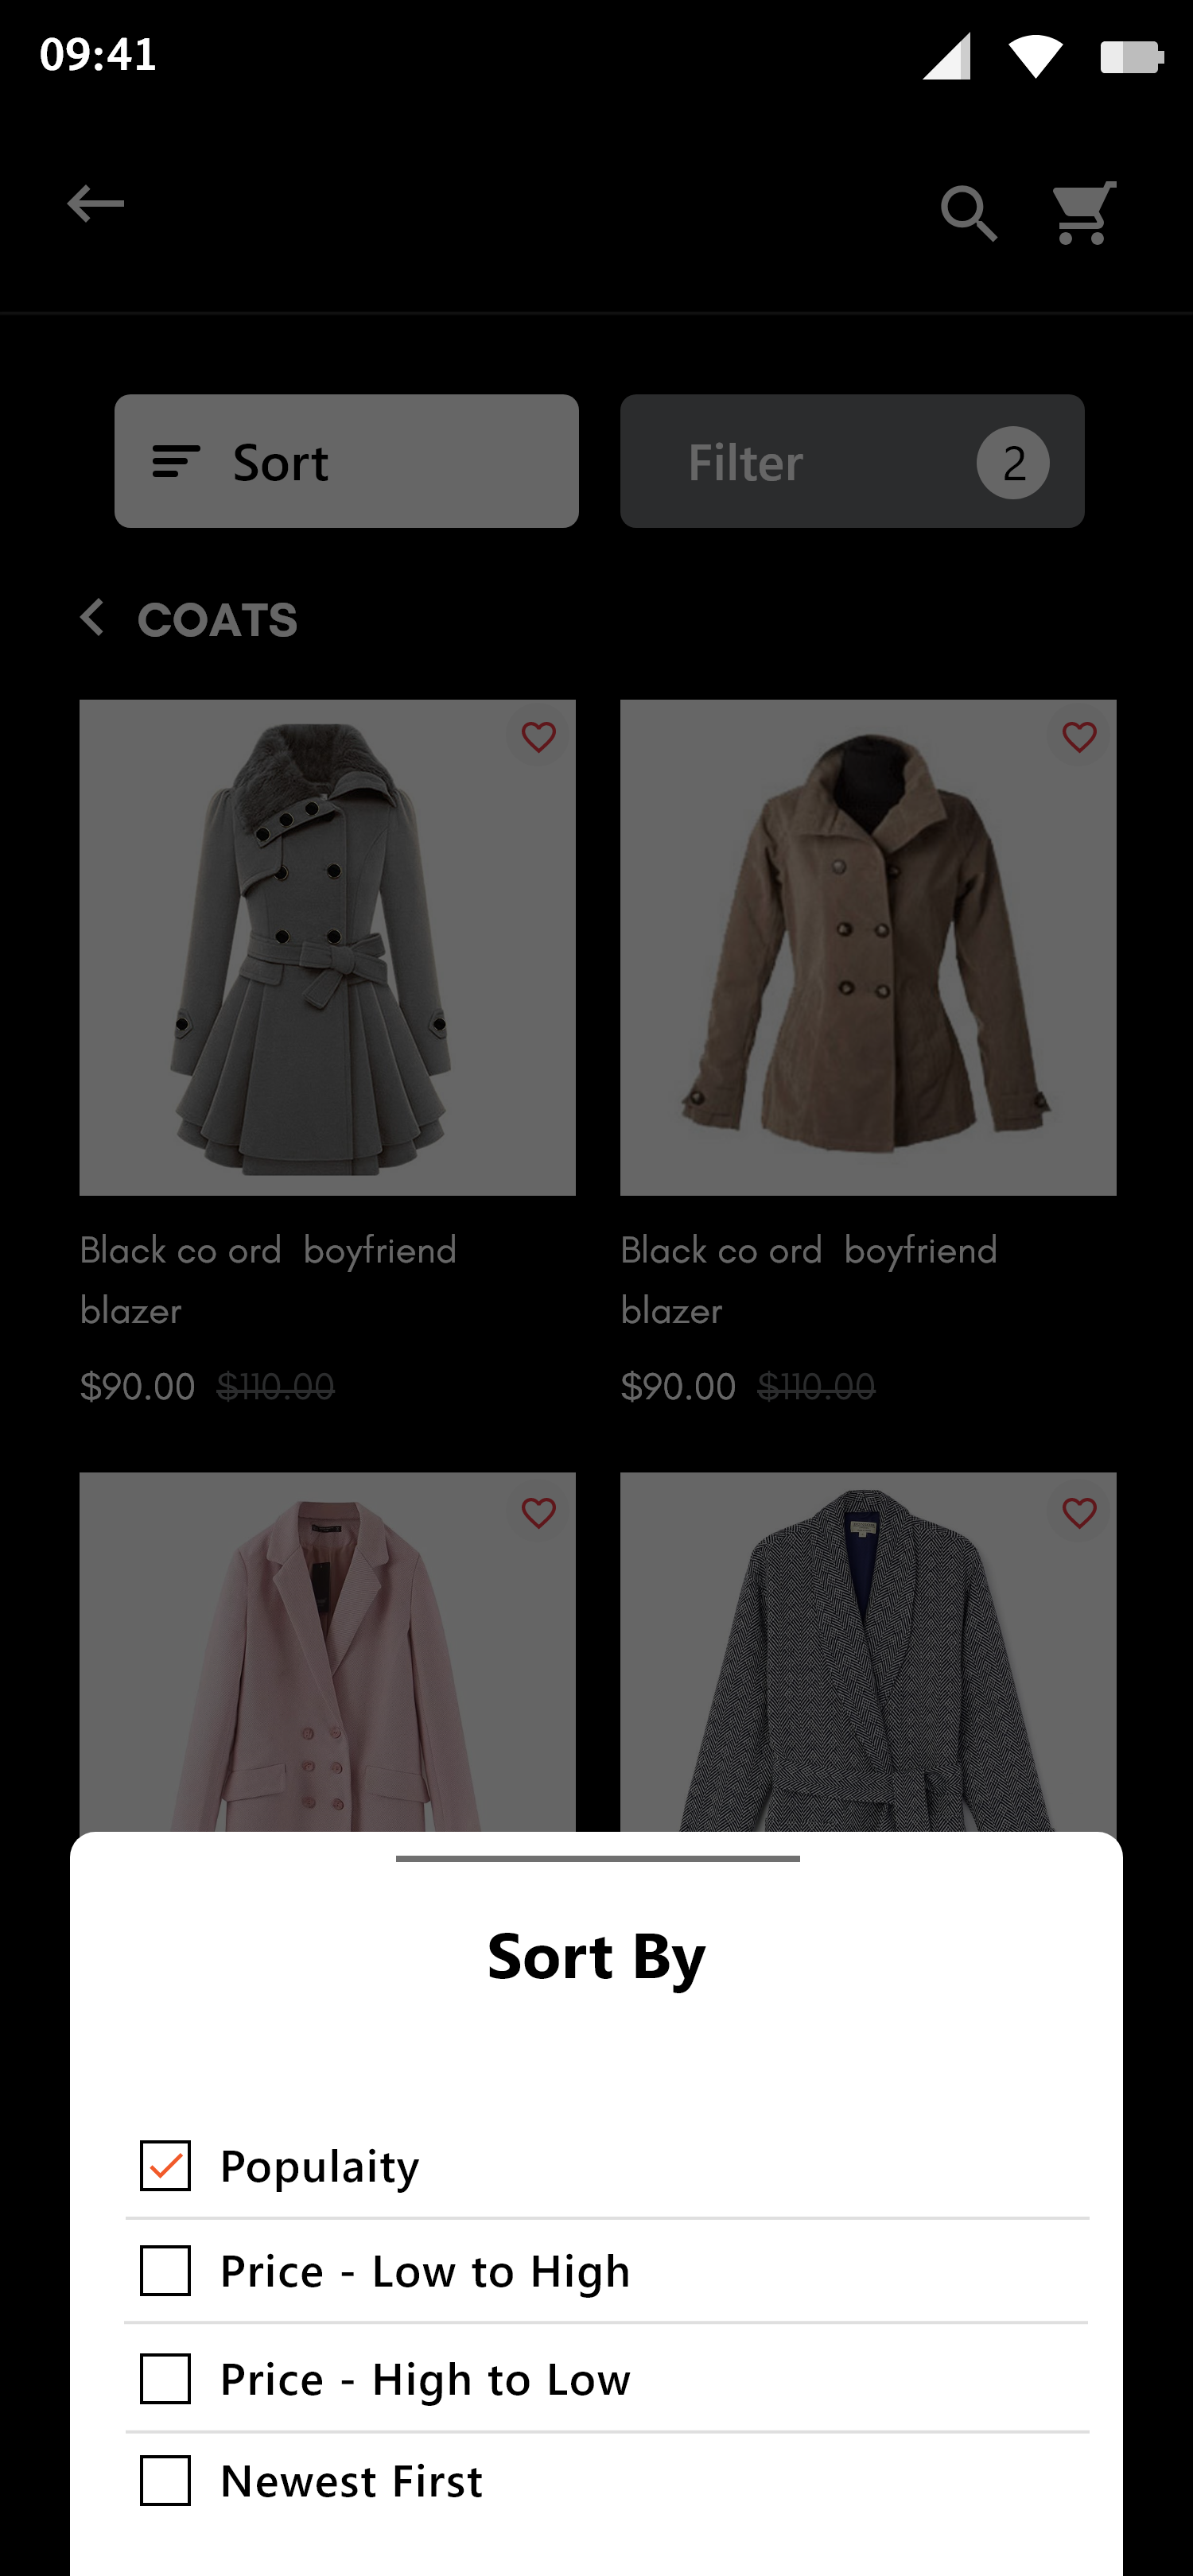 09:41
Sort
Filter
2
COATS
Black co ord boyfriend
blazer
$90.00 $110.00
Black co ord boyfriend
blazer
$90.00 $110.00
Sort By
Populaity
Price - Low to High
Price - High to Low
Newest First